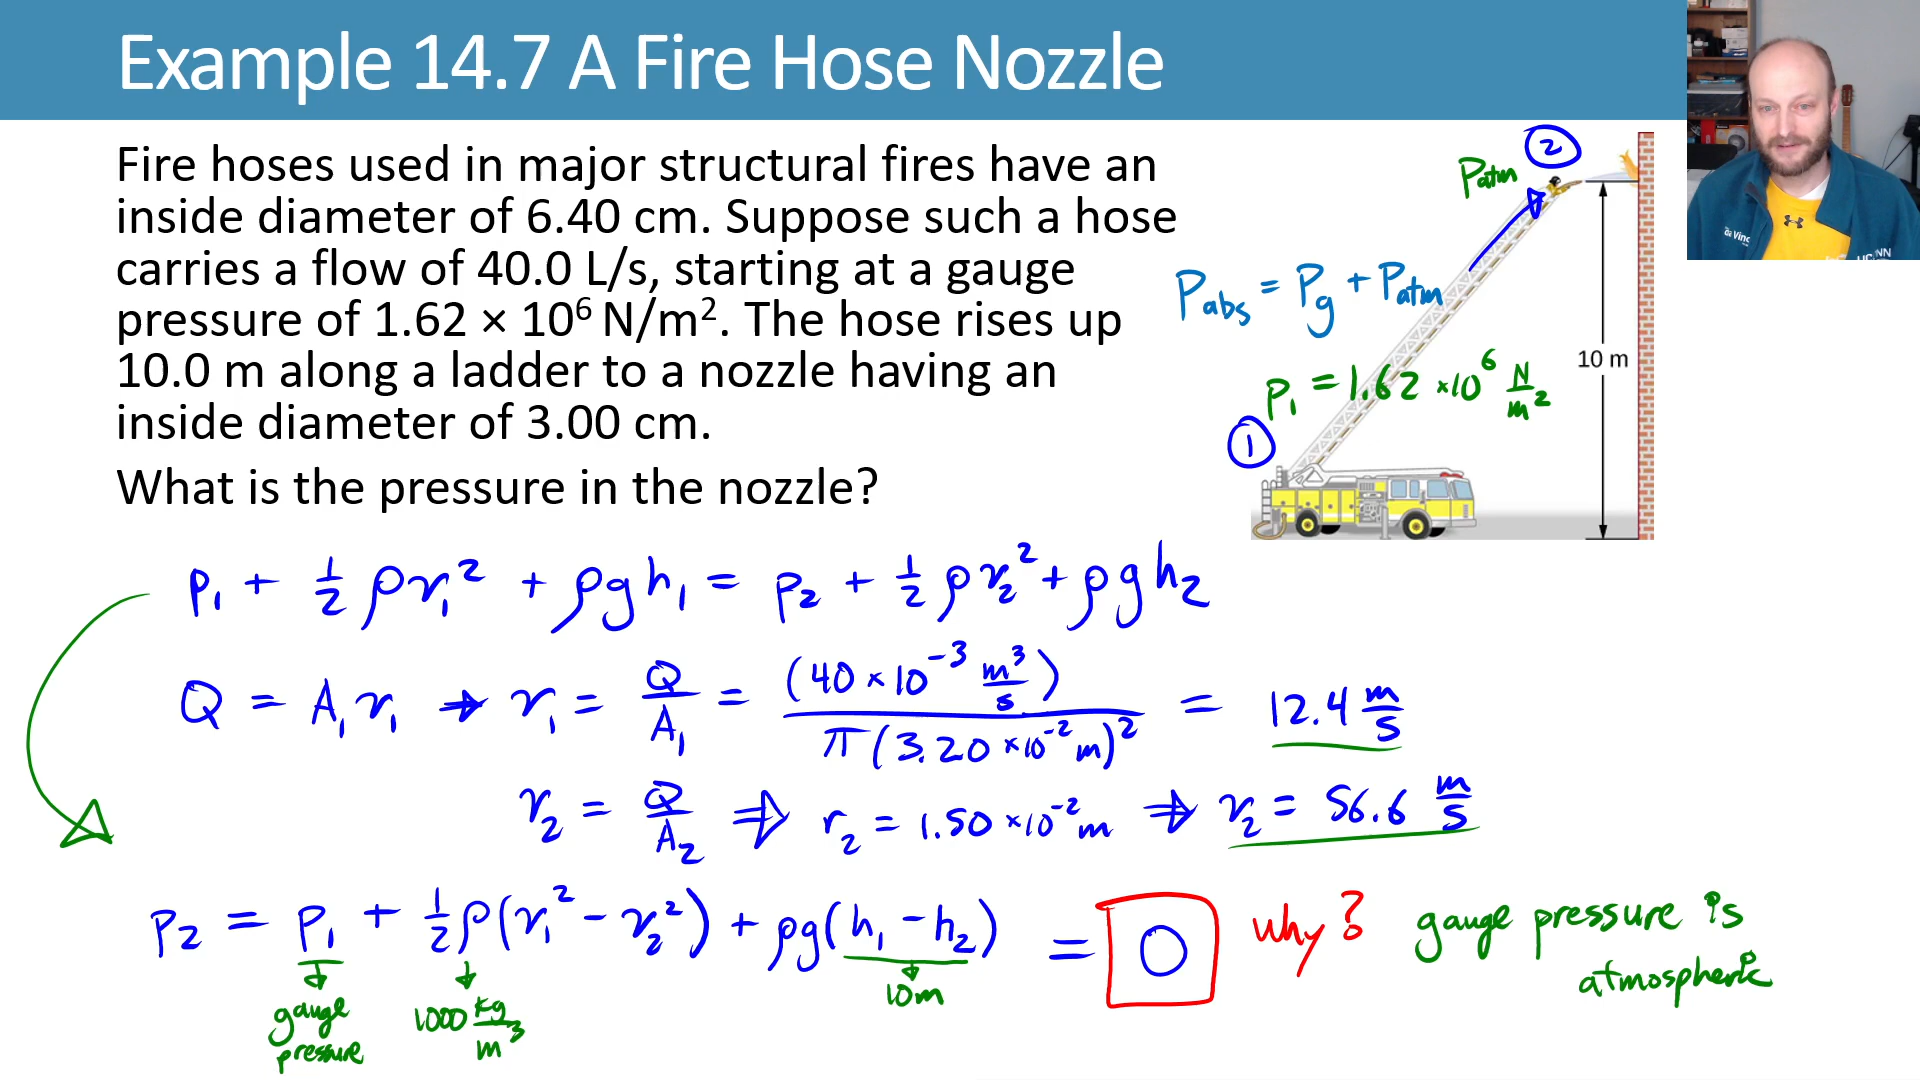 Example 14.7 A Fire Hose Nozzle
Fire hoses used in major structural fires have an
inside diameter of 6.40 cm. Suppose such a hose
carries a flow of 40.0 L/s, starting at a gauge
pressure of 1.62 × 10⁶ N/m². The hose rises up
10.0 m along a ladder to a nozzle having an
inside diameter of 3.00 cm.
What is the pressure in the nozzle?
Patm ②
Pabs = Pg + Patm
10 m
P₁ = 1.62 × 10⁶ N/m²
①
P₁ + 1/2 ρv₁² + ρgh₁ = P₂ + 1/2 ρv₂² + ρgh₂
Q = A₁v₁ → v₁ = Q/A₁ = (40 × 10⁻³ m³/s) / π(3.20 × 10⁻² m)² = 12.4 m/s
v₂ = Q/A₂ ⇒ r₂ = 1.50 × 10⁻² m ⇒ v₂ = 56.6 m/s
P₂ = P₁ + 1/2 ρ(v₁² - v₂²) + ρg(h₁ - h₂) = 0 why? gauge pressure is
atmospheric
gauge
pressure
1000 kg/m³
10m